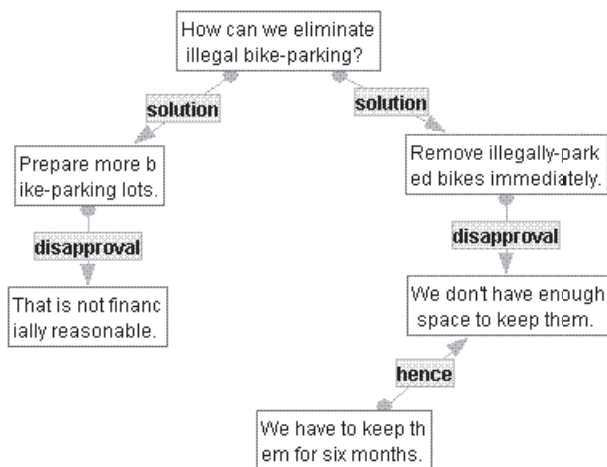 How can we eliminate
illegal bike-parking?
solution
solution
Prepare more b
ike-parking lots.
Remove illegally-park
ed bikes immediately.
disapproval
disapproval
That is not financ
ially reasonable.
We don't have enough
space to keep them.
hence
We have to keep th
em for six months.